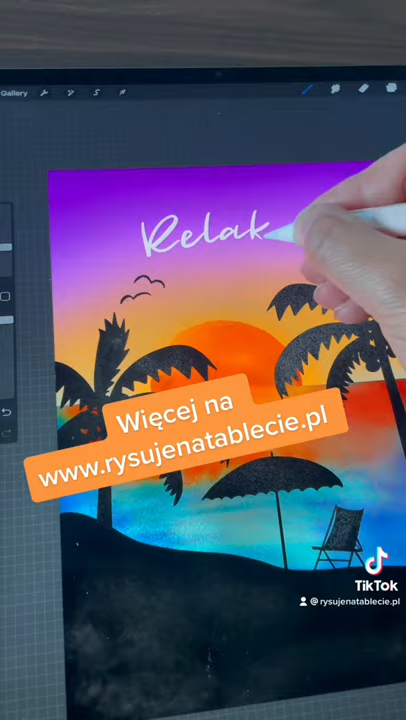 Gallery
Relak
Więcej na
www.rysujenatablecie.pl
TikTok
@rysujenatablecie.pl